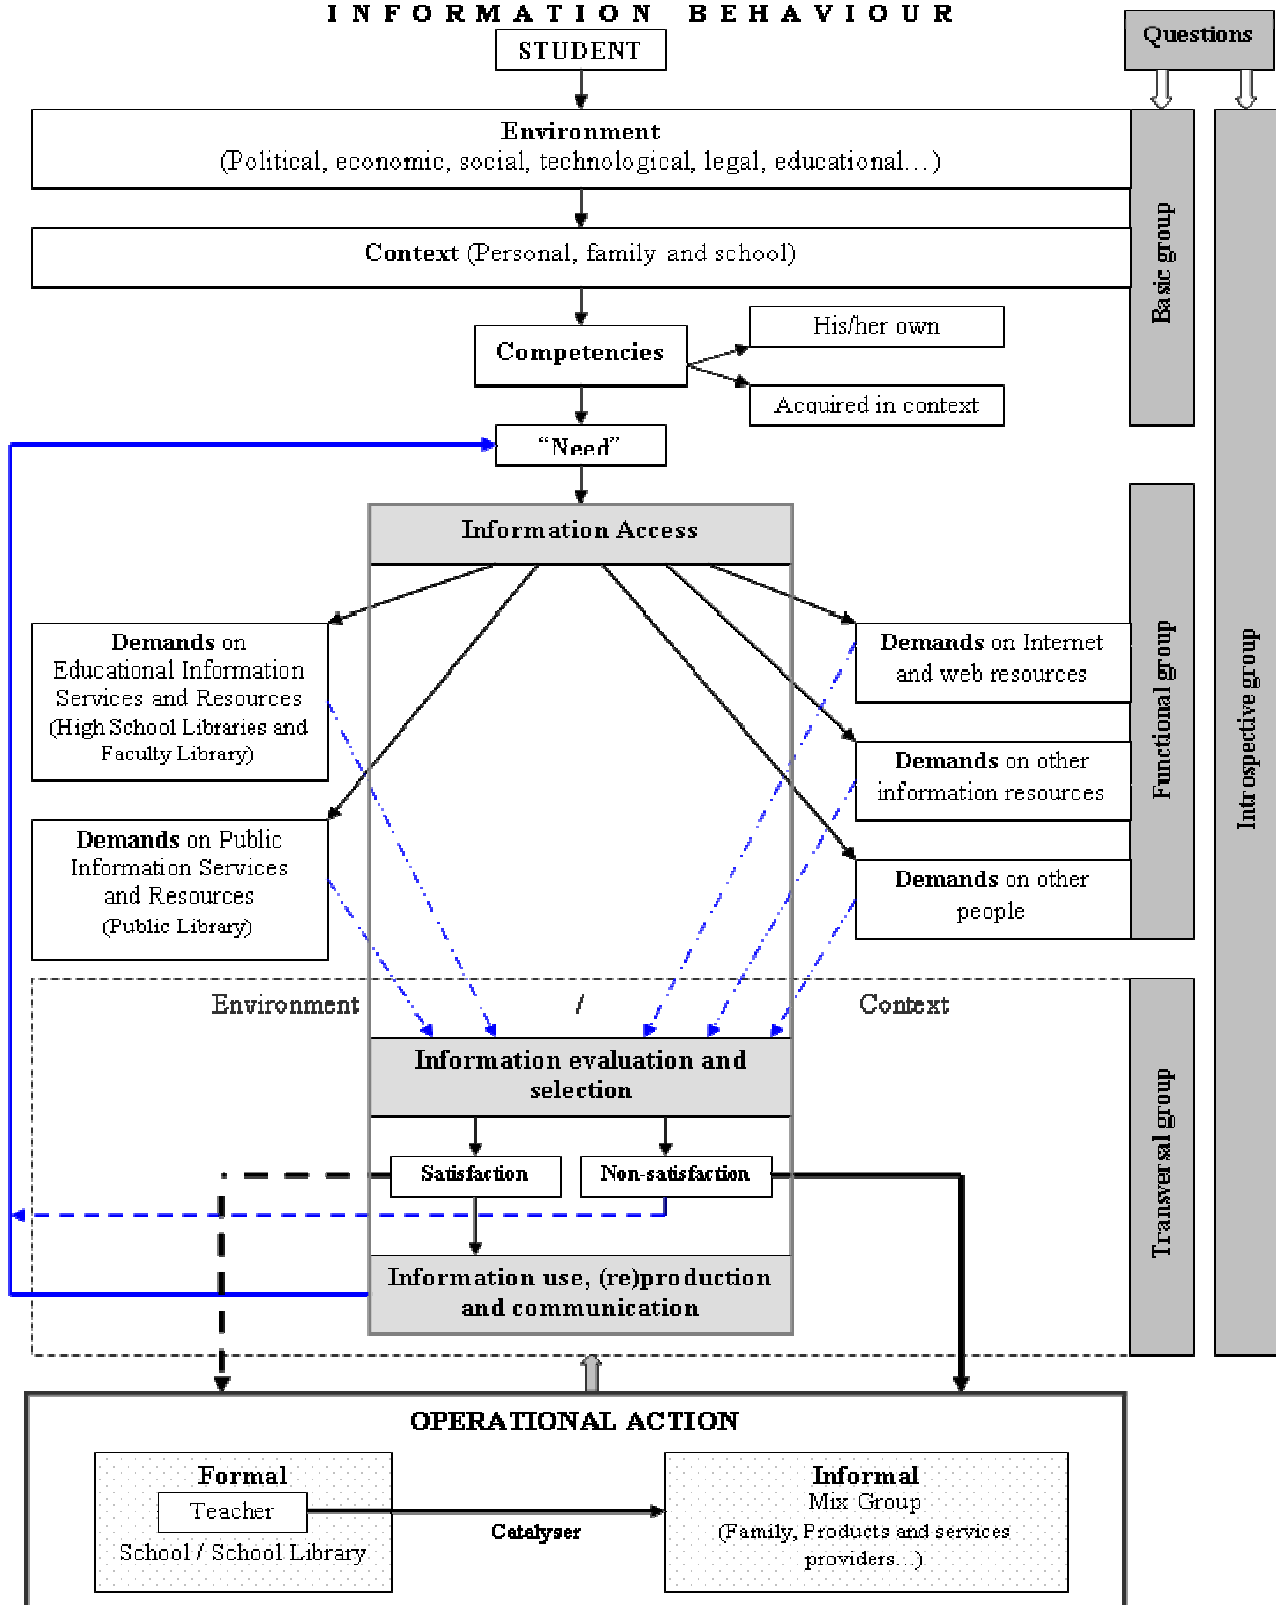 INFORMATION BEHAVIOUR
STUDENT
Questions
Environment
(Political, economic, social, technological, legal, educational…)
Context (Personal, family and school)
Basic group
Competencies
His/her own
Acquired in context
“Need”
Information Access
Demands on
Educational Information
Services and Resources
(High School Libraries and
Faculty Library)
Demands on Public
Information Services
and Resources
(Public Library)
Demands on Internet
and web resources
Demands on other
information resources
Demands on other
people
Functional group
Introspective group
Environment / Context
Information evaluation and
selection
Satisfaction
Non-satisfaction
Information use, (re)production
and communication
Transversal group
OPERATIONAL ACTION
Formal
Teacher
School / School Library
Catalyser
Informal
Mix Group
(Family, Products and services
providers…)